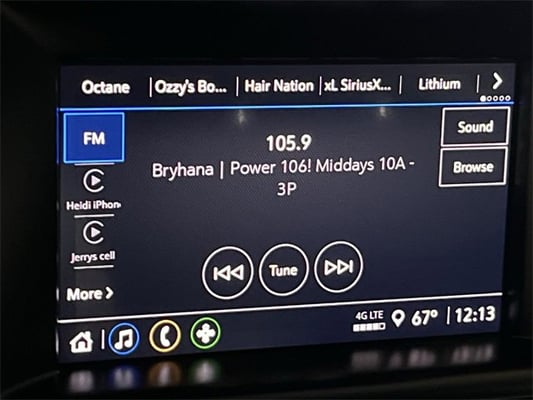 Octane | Ozzy's Bo... | Hair Nation | xL SiriusX... | Lithium
FM
105.9
Bryhana | Power 106! Middays 10A -
3P
Sound
Browse
Heidi iPhon
Jerrys cell
More
Tune
4G LTE
67° | 12:13